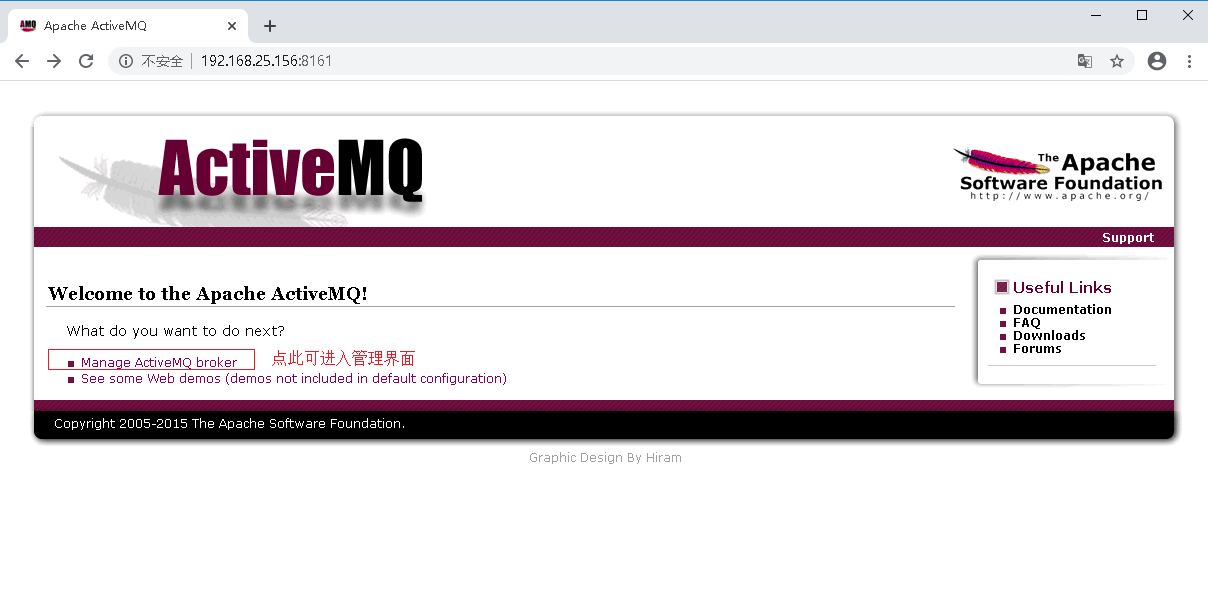 Apache ActiveMQ
不安全 192.168.25.156:8161
ActiveMQ
The Apache
Software Foundation
http://www.apache.org/
Support
Useful Links
Documentation
FAQ
Downloads
Forums
Welcome to the Apache ActiveMQ!
What do you want to do next?
Manage ActiveMQ broker 点此可进入管理界面
See some Web demos (demos not included in default configuration)
Copyright 2005-2015 The Apache Software Foundation.
Graphic Design By Hiram